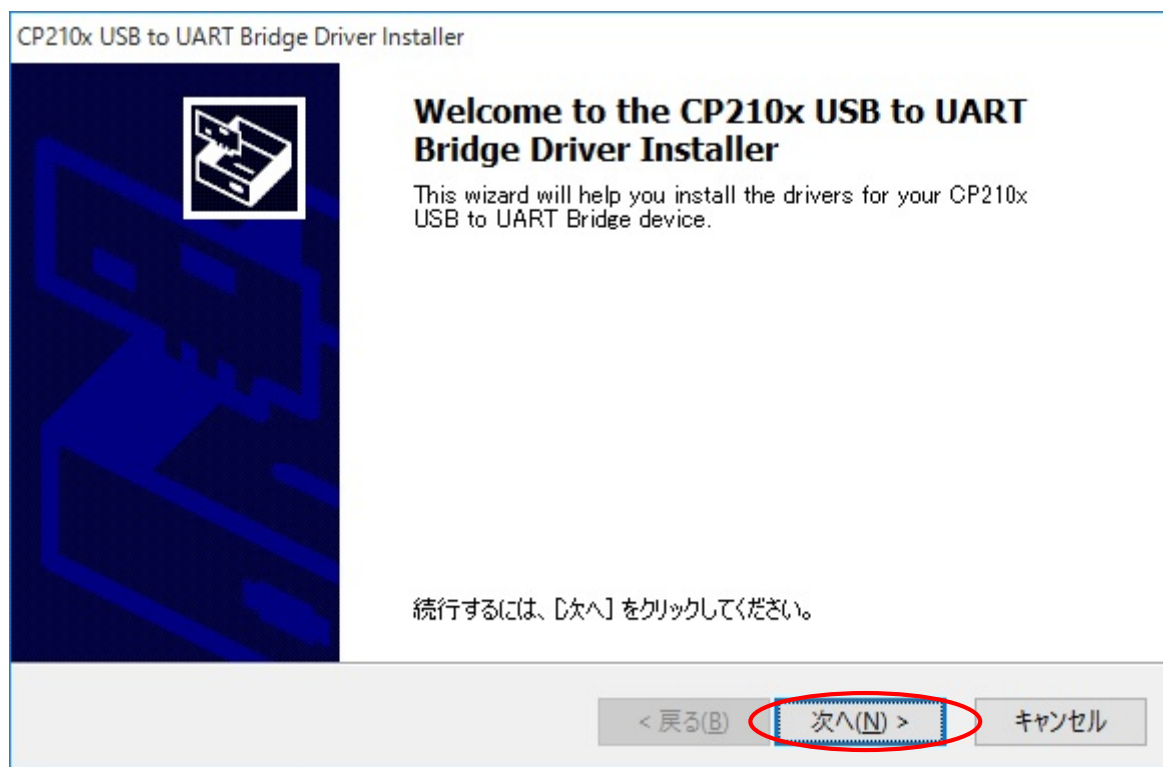 CP210x USB to UART Bridge Driver Installer
Welcome to the CP210x USB to UART
Bridge Driver Installer
This wizard will help you install the drivers for your CP210x
USB to UART Bridge device.
続行するには、[次へ] をクリックしてください。
< 戻る(B)
次へ(N) >
キャンセル